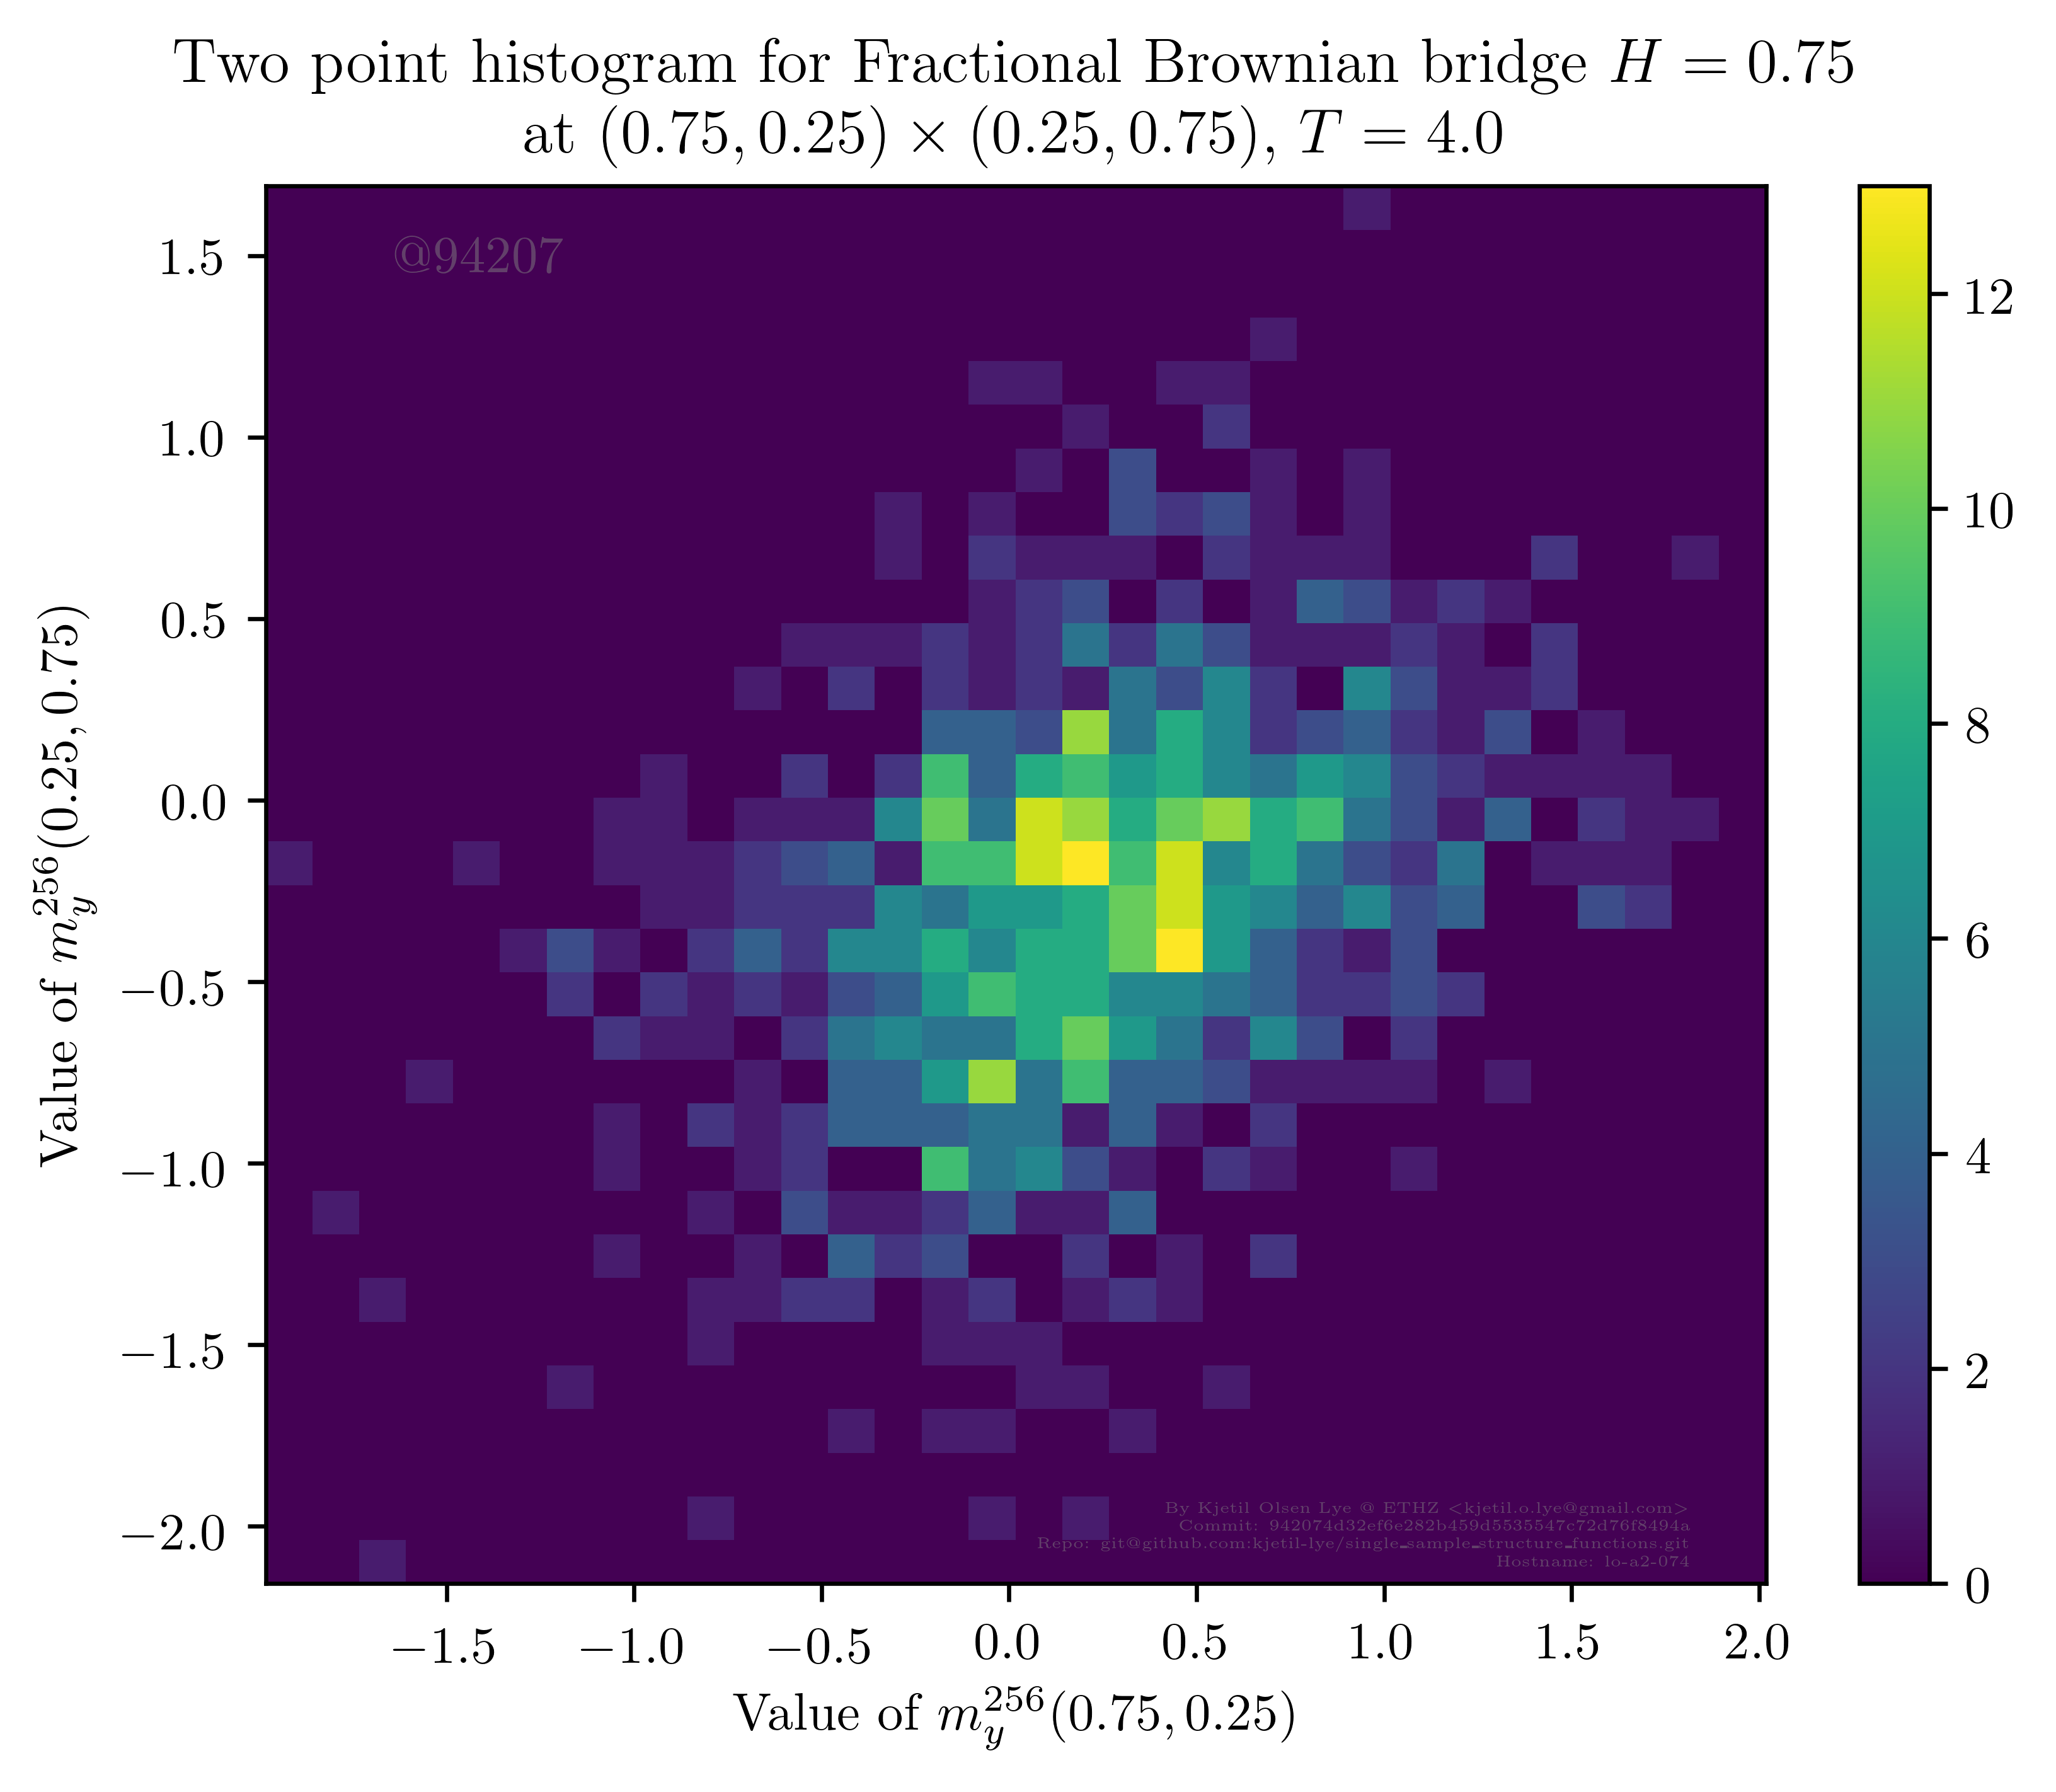 Two point histogram for Fractional Brownian bridge H = 0.75
at (0.75, 0.25) × (0.25, 0.75), T = 4.0
@94207
1.5
1.0
0.5
0.0
−0.5
−1.0
−1.5
−2.0
Value of m_y^{256}(0.25, 0.75)
12
10
8
6
4
2
0
By Kjetil Olsen Lye @ ETHZ <kjetil.o.lye@gmail.com>
Commit: 942074d32ef6e282b459d5535547c72d76f8494a
Repo: git@github.com:kjetil-lye/single_sample_structure_functions.git
Hostname: lo-a2-074
−1.5 −1.0 −0.5 0.0 0.5 1.0 1.5 2.0
Value of m_y^{256}(0.75, 0.25)